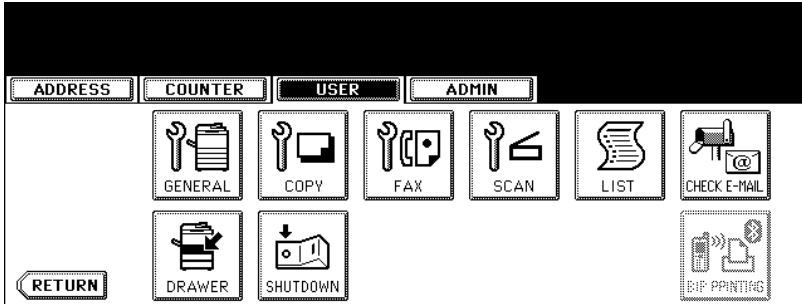 ADDRESS COUNTER USER ADMIN
GENERAL COPY FAX SCAN LIST CHECK E-MAIL
RETURN DRAWER SHUTDOWN BIP PRINTING